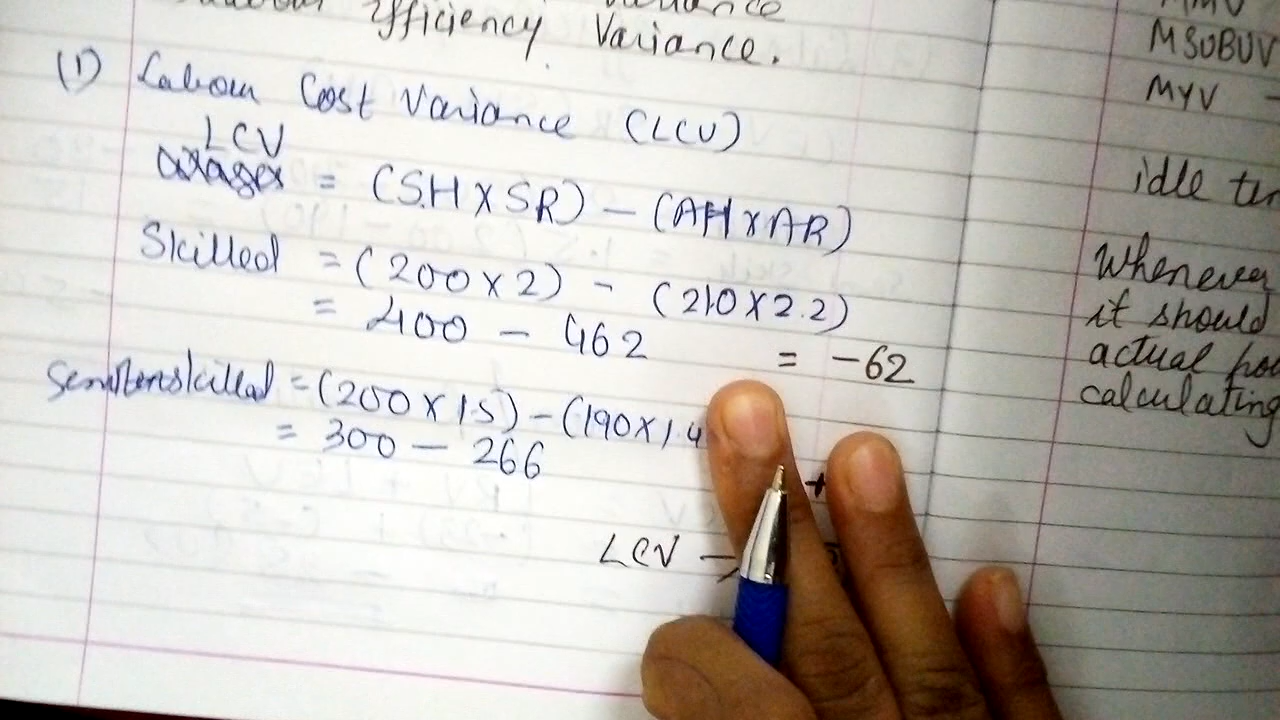 Efficiency Variance.
(1) Labour Cost Variance (LCV)
LCV
= (SH X SR) - (AH X AR)
Skilled = (200 X 2) - (210 X 2.2)
= 400 - 462 = -62
skilled = (200 X 1.5) - (190 X 1.4
= 300 - 266 +
LCV →
MSUBUV
MYV -
idle
Whenever
it should
actual
calculating